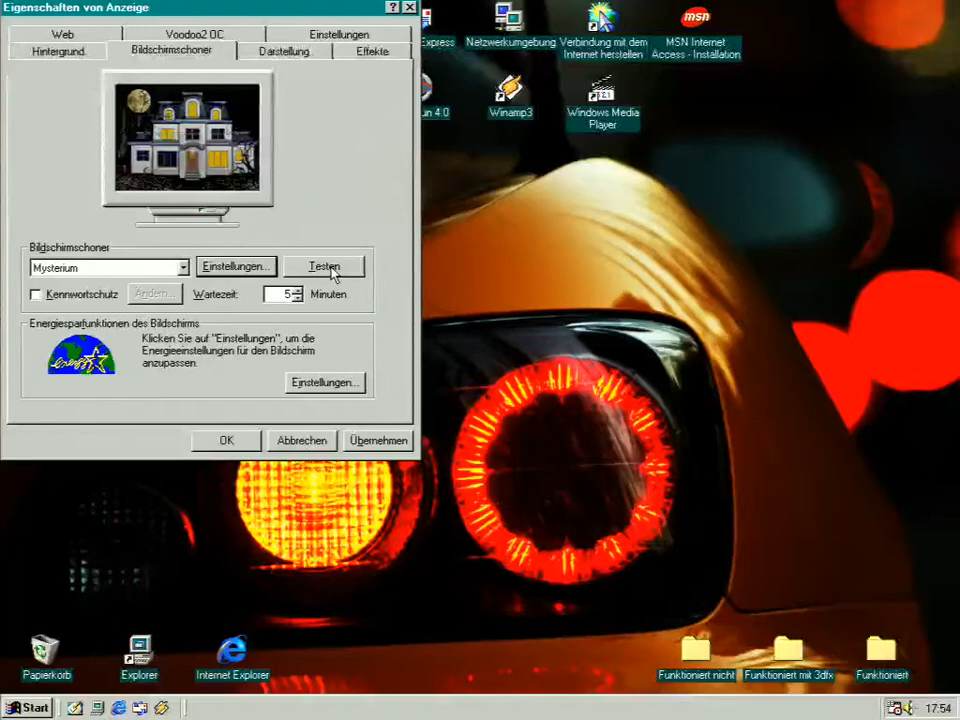 Eigenschaften von Anzeige
Web
Voodoo2 OC
Einstellungen
Hintergrund
Bildschirmschoner
Darstellung
Effekte
Bildschirmschoner
Mysterium
Einstellungen...
Testen
Kennwortschutz
Ändern...
Wartezeit:
5
Minuten
Energiesparfunktionen des Bildschirms
Klicken Sie auf "Einstellungen", um die
Energieeinstellungen für den Bildschirm
anzupassen.
Einstellungen...
OK
Abbrechen
Übernehmen
Express
Netzwerkumgebung
Verbindung mit dem
Internet herstellen
msn
MSN Internet
Access - Installation
un 4.0
Winamp3
Windows Media
Player
Papierkorb
Explorer
Internet Explorer
Funktioniert nicht
Funktioniert mit 3dfx
Funktioniert
Start
17:54